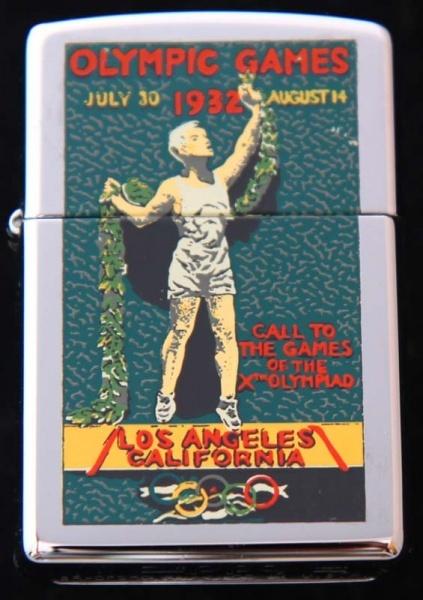 OLYMPIC GAMES
JULY 30 1932 AUGUST 14
CALL TO
THE GAMES
OF THE
XTH OLYMPIAD
LOS ANGELES
CALIFORNIA